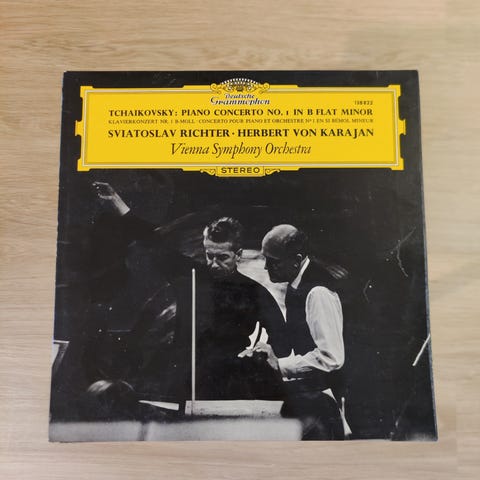 Deutsche
Grammophon
138822
TCHAIKOVSKY: PIANO CONCERTO NO. 1 IN B FLAT MINOR
KLAVIERKONZERT NR. 1 B-MOLL · CONCERTO POUR PIANO ET ORCHESTRE Nº 1 EN SI BÉMOL MINEUR
SVIATOSLAV RICHTER · HERBERT VON KARAJAN
Vienna Symphony Orchestra
STEREO